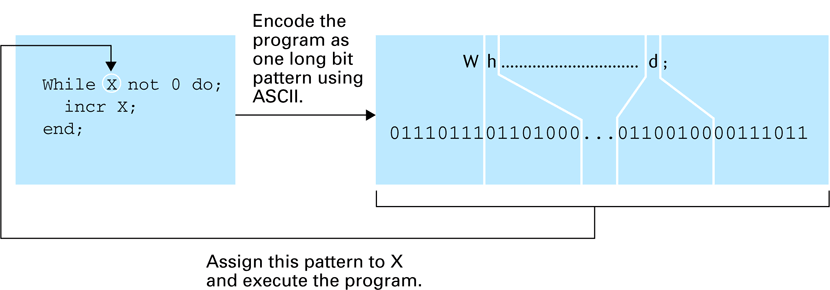 While X not 0 do;
incr X;
end;
Encode the
program as
one long bit
pattern using
ASCII.
W h.............................. d ;
0111011101101000...0110010000111011
Assign this pattern to X
and execute the program.